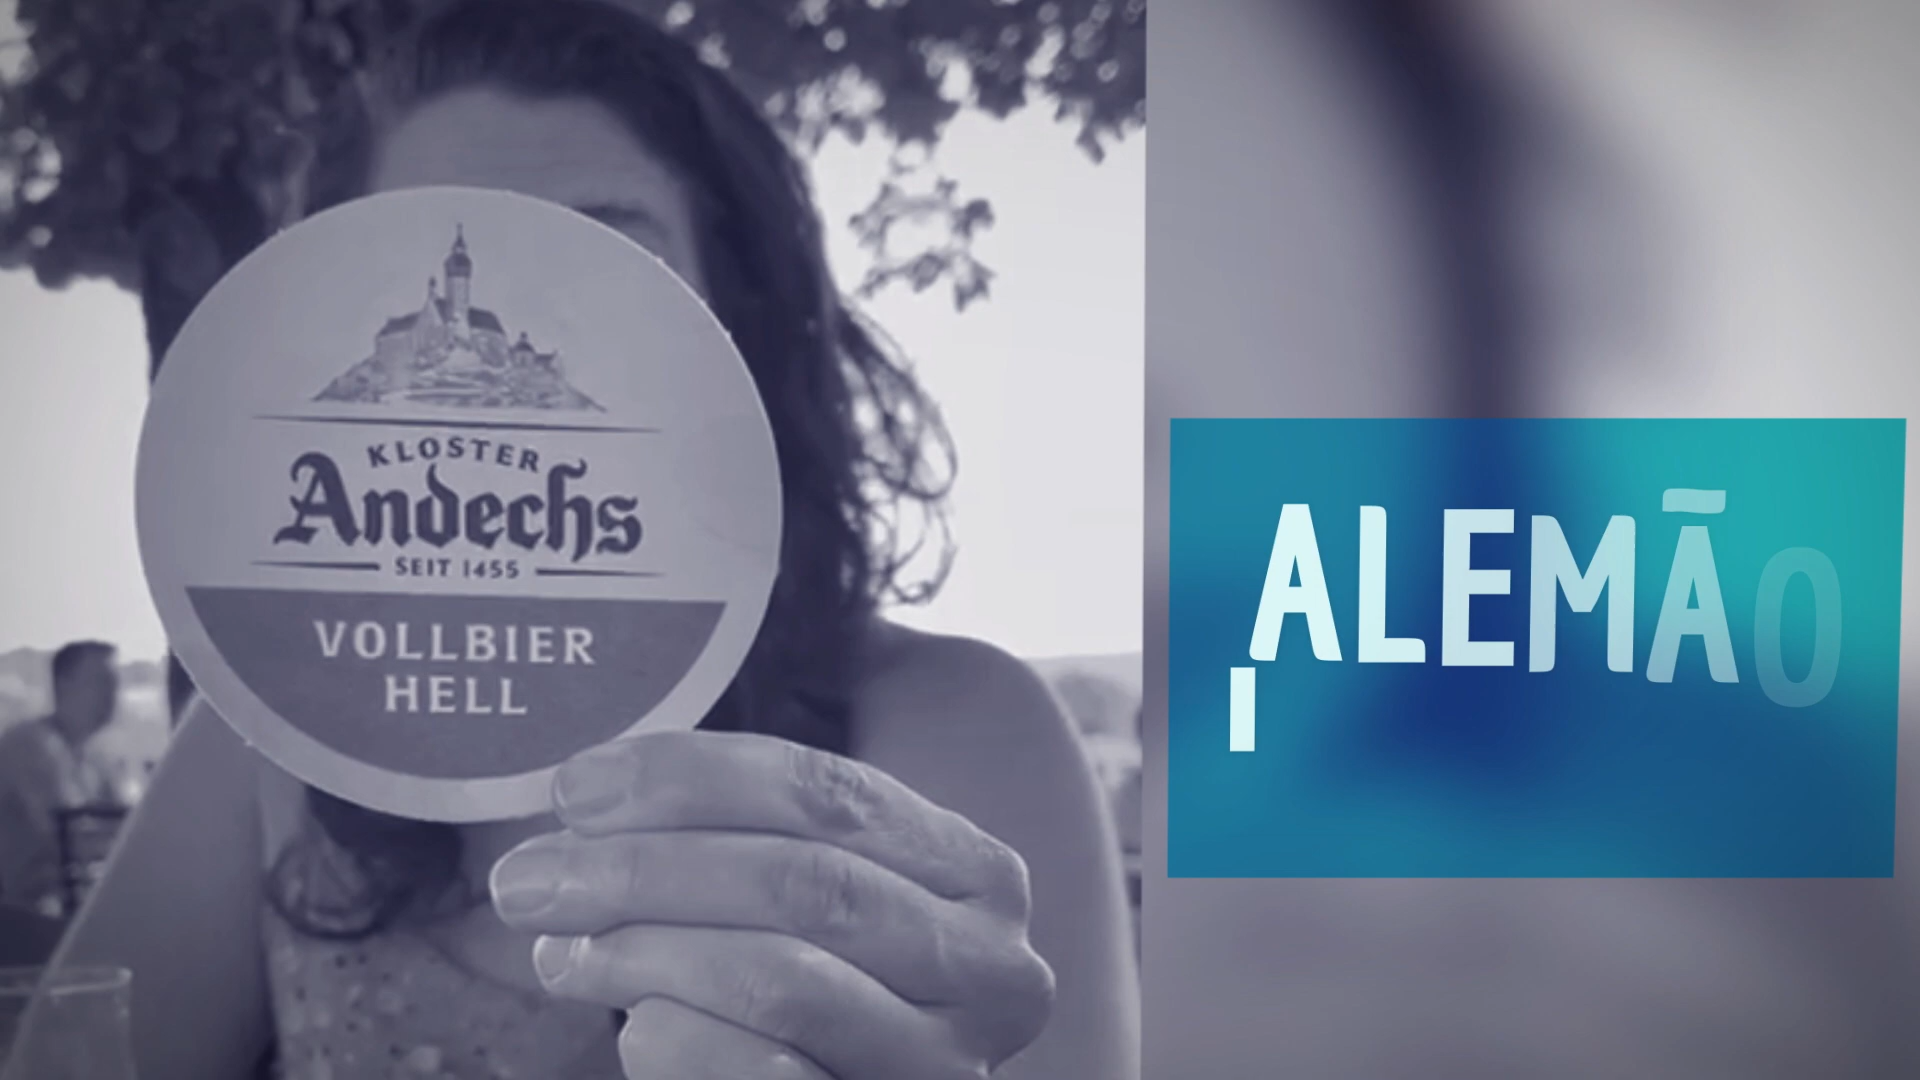 KLOSTER
Andechs
SEIT 1455
VOLLBIER
HELL
ALEMÃO